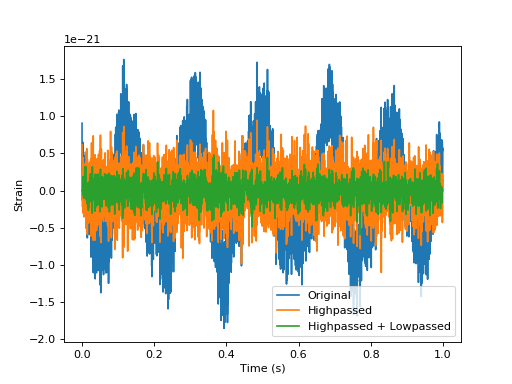 1e−21
1.5
1.0
0.5
0.0
−0.5
−1.0
−1.5
−2.0
Strain
0.0 0.2 0.4 0.6 0.8 1.0
Time (s)
Original
Highpassed
Highpassed + Lowpassed